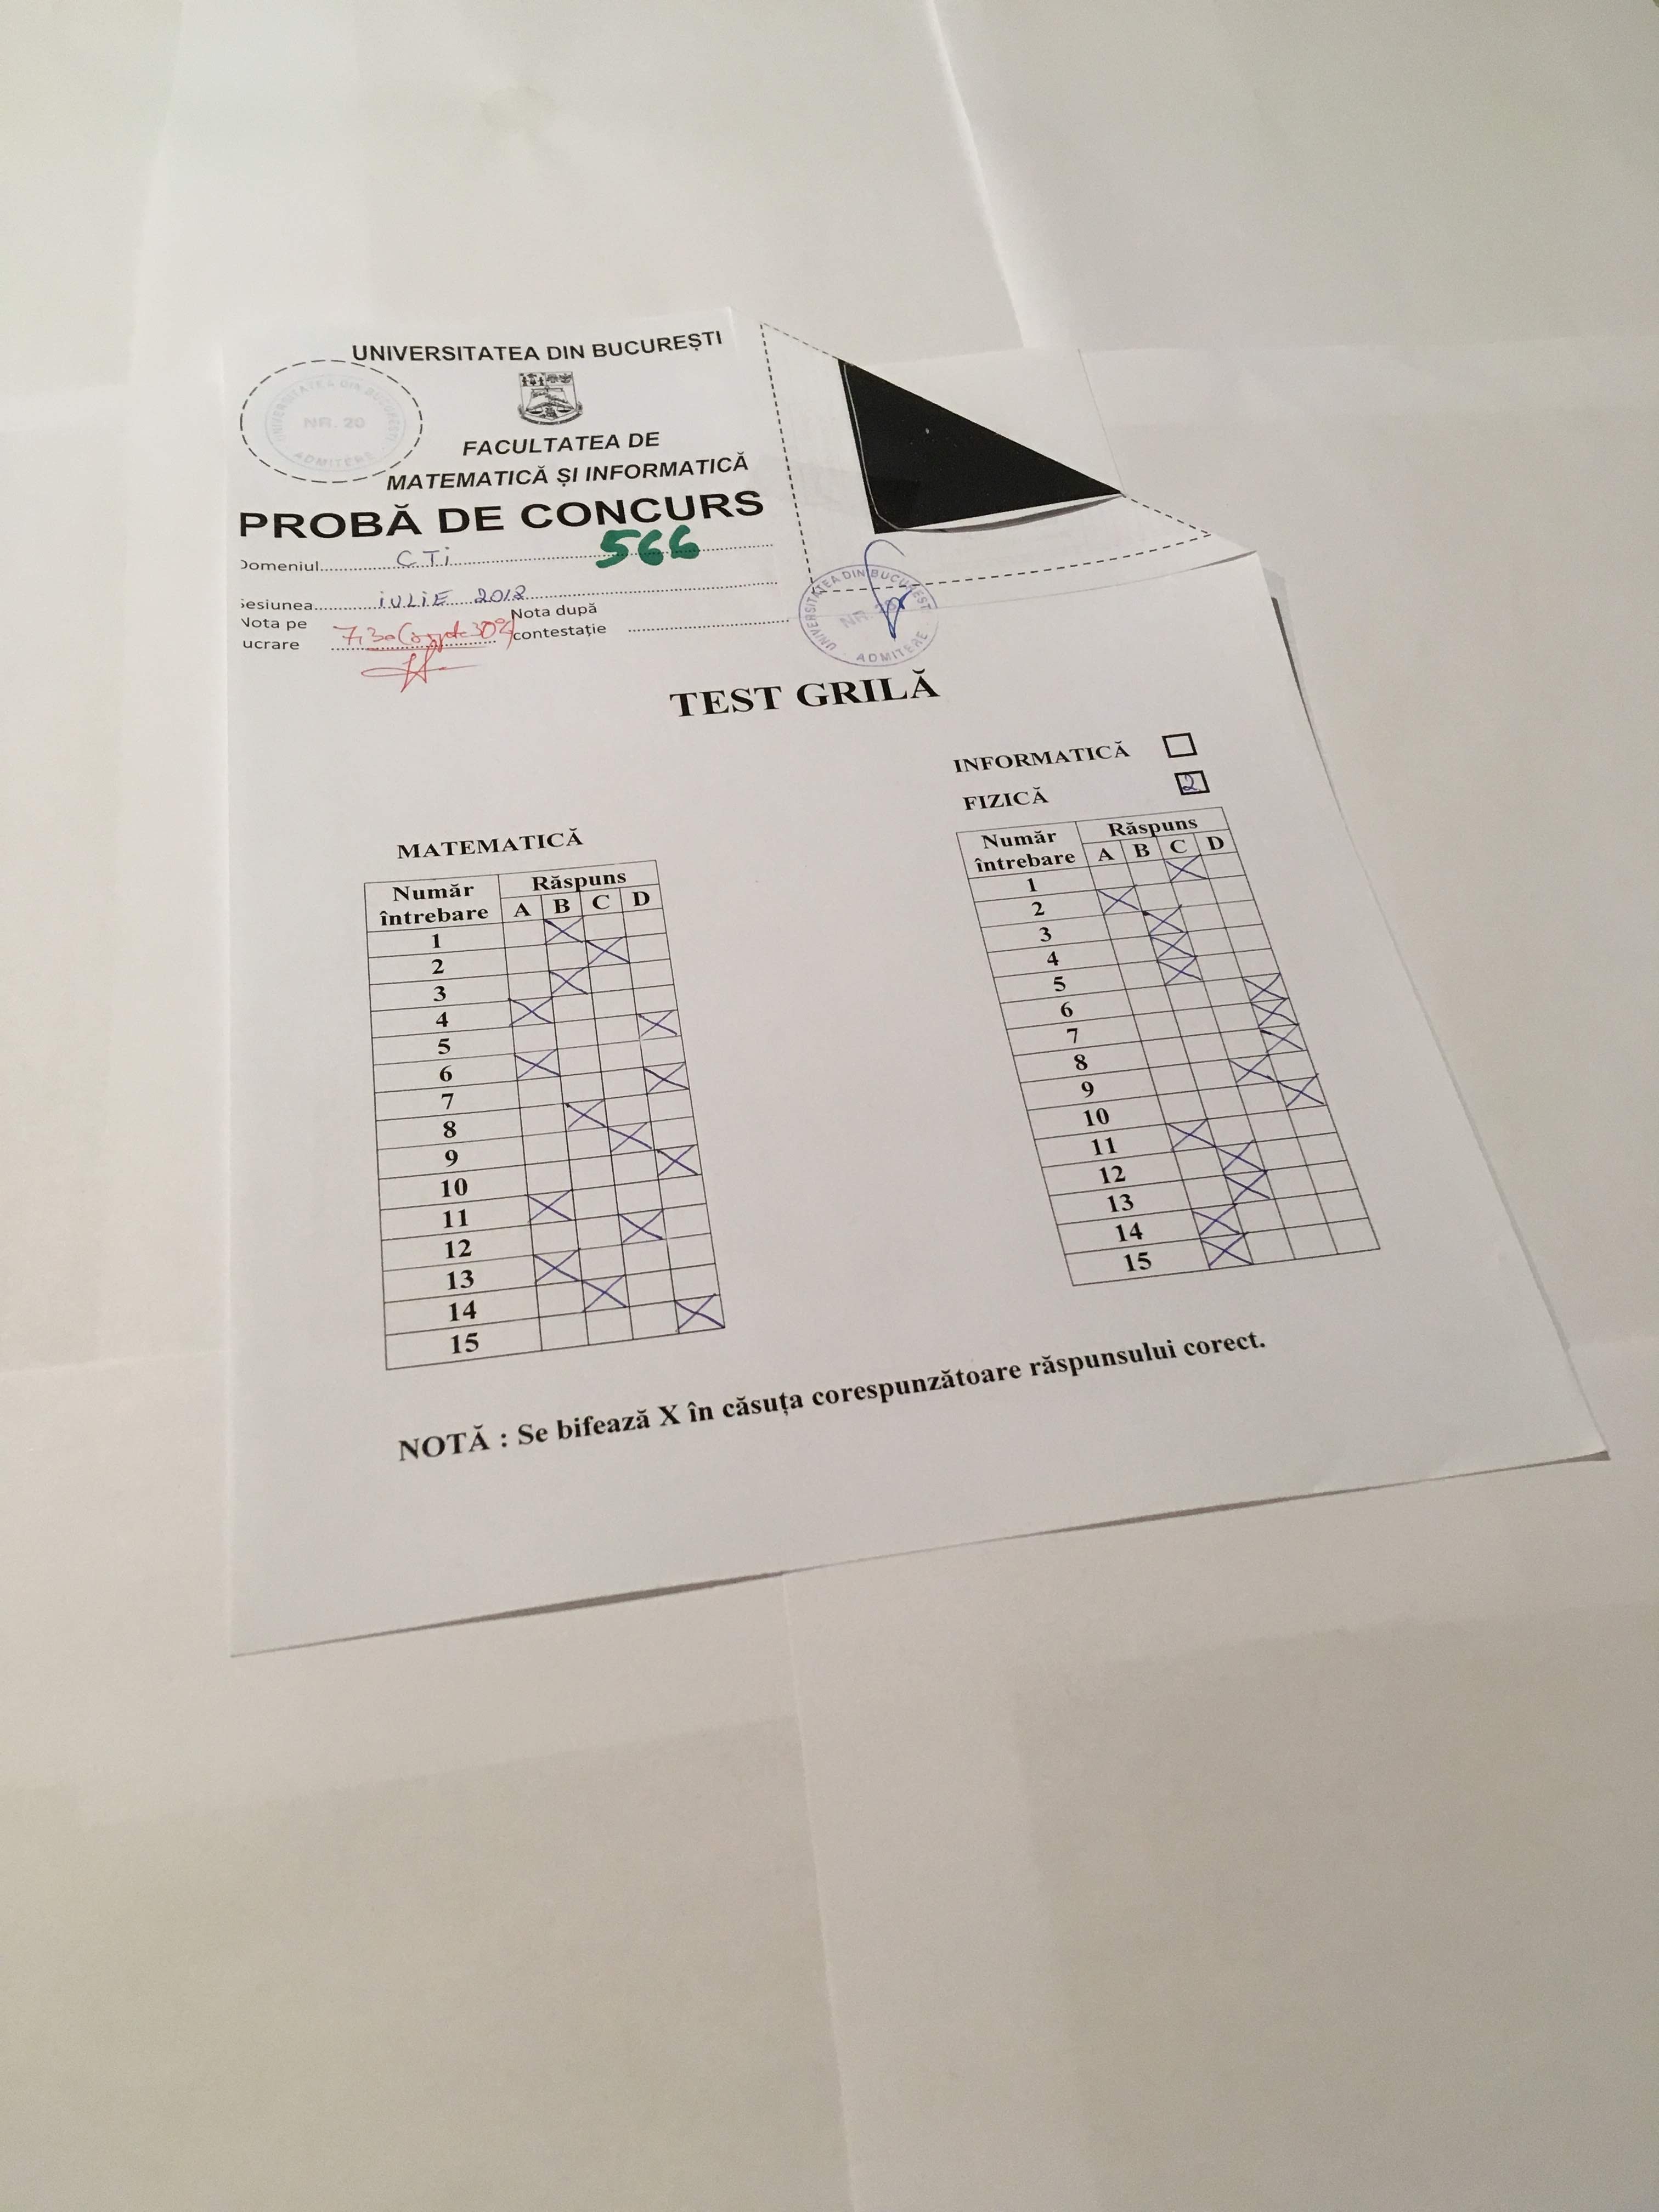 UNIVERSITATEA DIN BUCUREȘTI
UNIVERSITATEA DIN BUCUREȘTI
NR. 20
ADMITERE
FACULTATEA DE
MATEMATICĂ ȘI INFORMATICĂ
PROBĂ DE CONCURS
Domeniul CTi 566
Sesiunea iULiE 2018
Nota pe
lucrare
7,30
Nota după
contestație
UNIVERSITATEA DIN BUCUREȘTI
ADMITERE
TEST GRILĂ
INFORMATICĂ
FIZICĂ 2
MATEMATICĂ
Număr
întrebare
Răspuns
A B C D
1 X
2 X
3 X
4 X
5 X
6 X
7 X
8 X
9 X
10 X
11 X
12 X
13 X
14 X
15 X
Număr
întrebare
Răspuns
A B C D
1 X
2 X
3 X
4 X
5 X
6 X
7 X
8 X
9 X
10 X
11 X
12 X
13 X
14 X
15 X
NOTĂ : Se bifează X în căsuța corespunzătoare răspunsului corect.